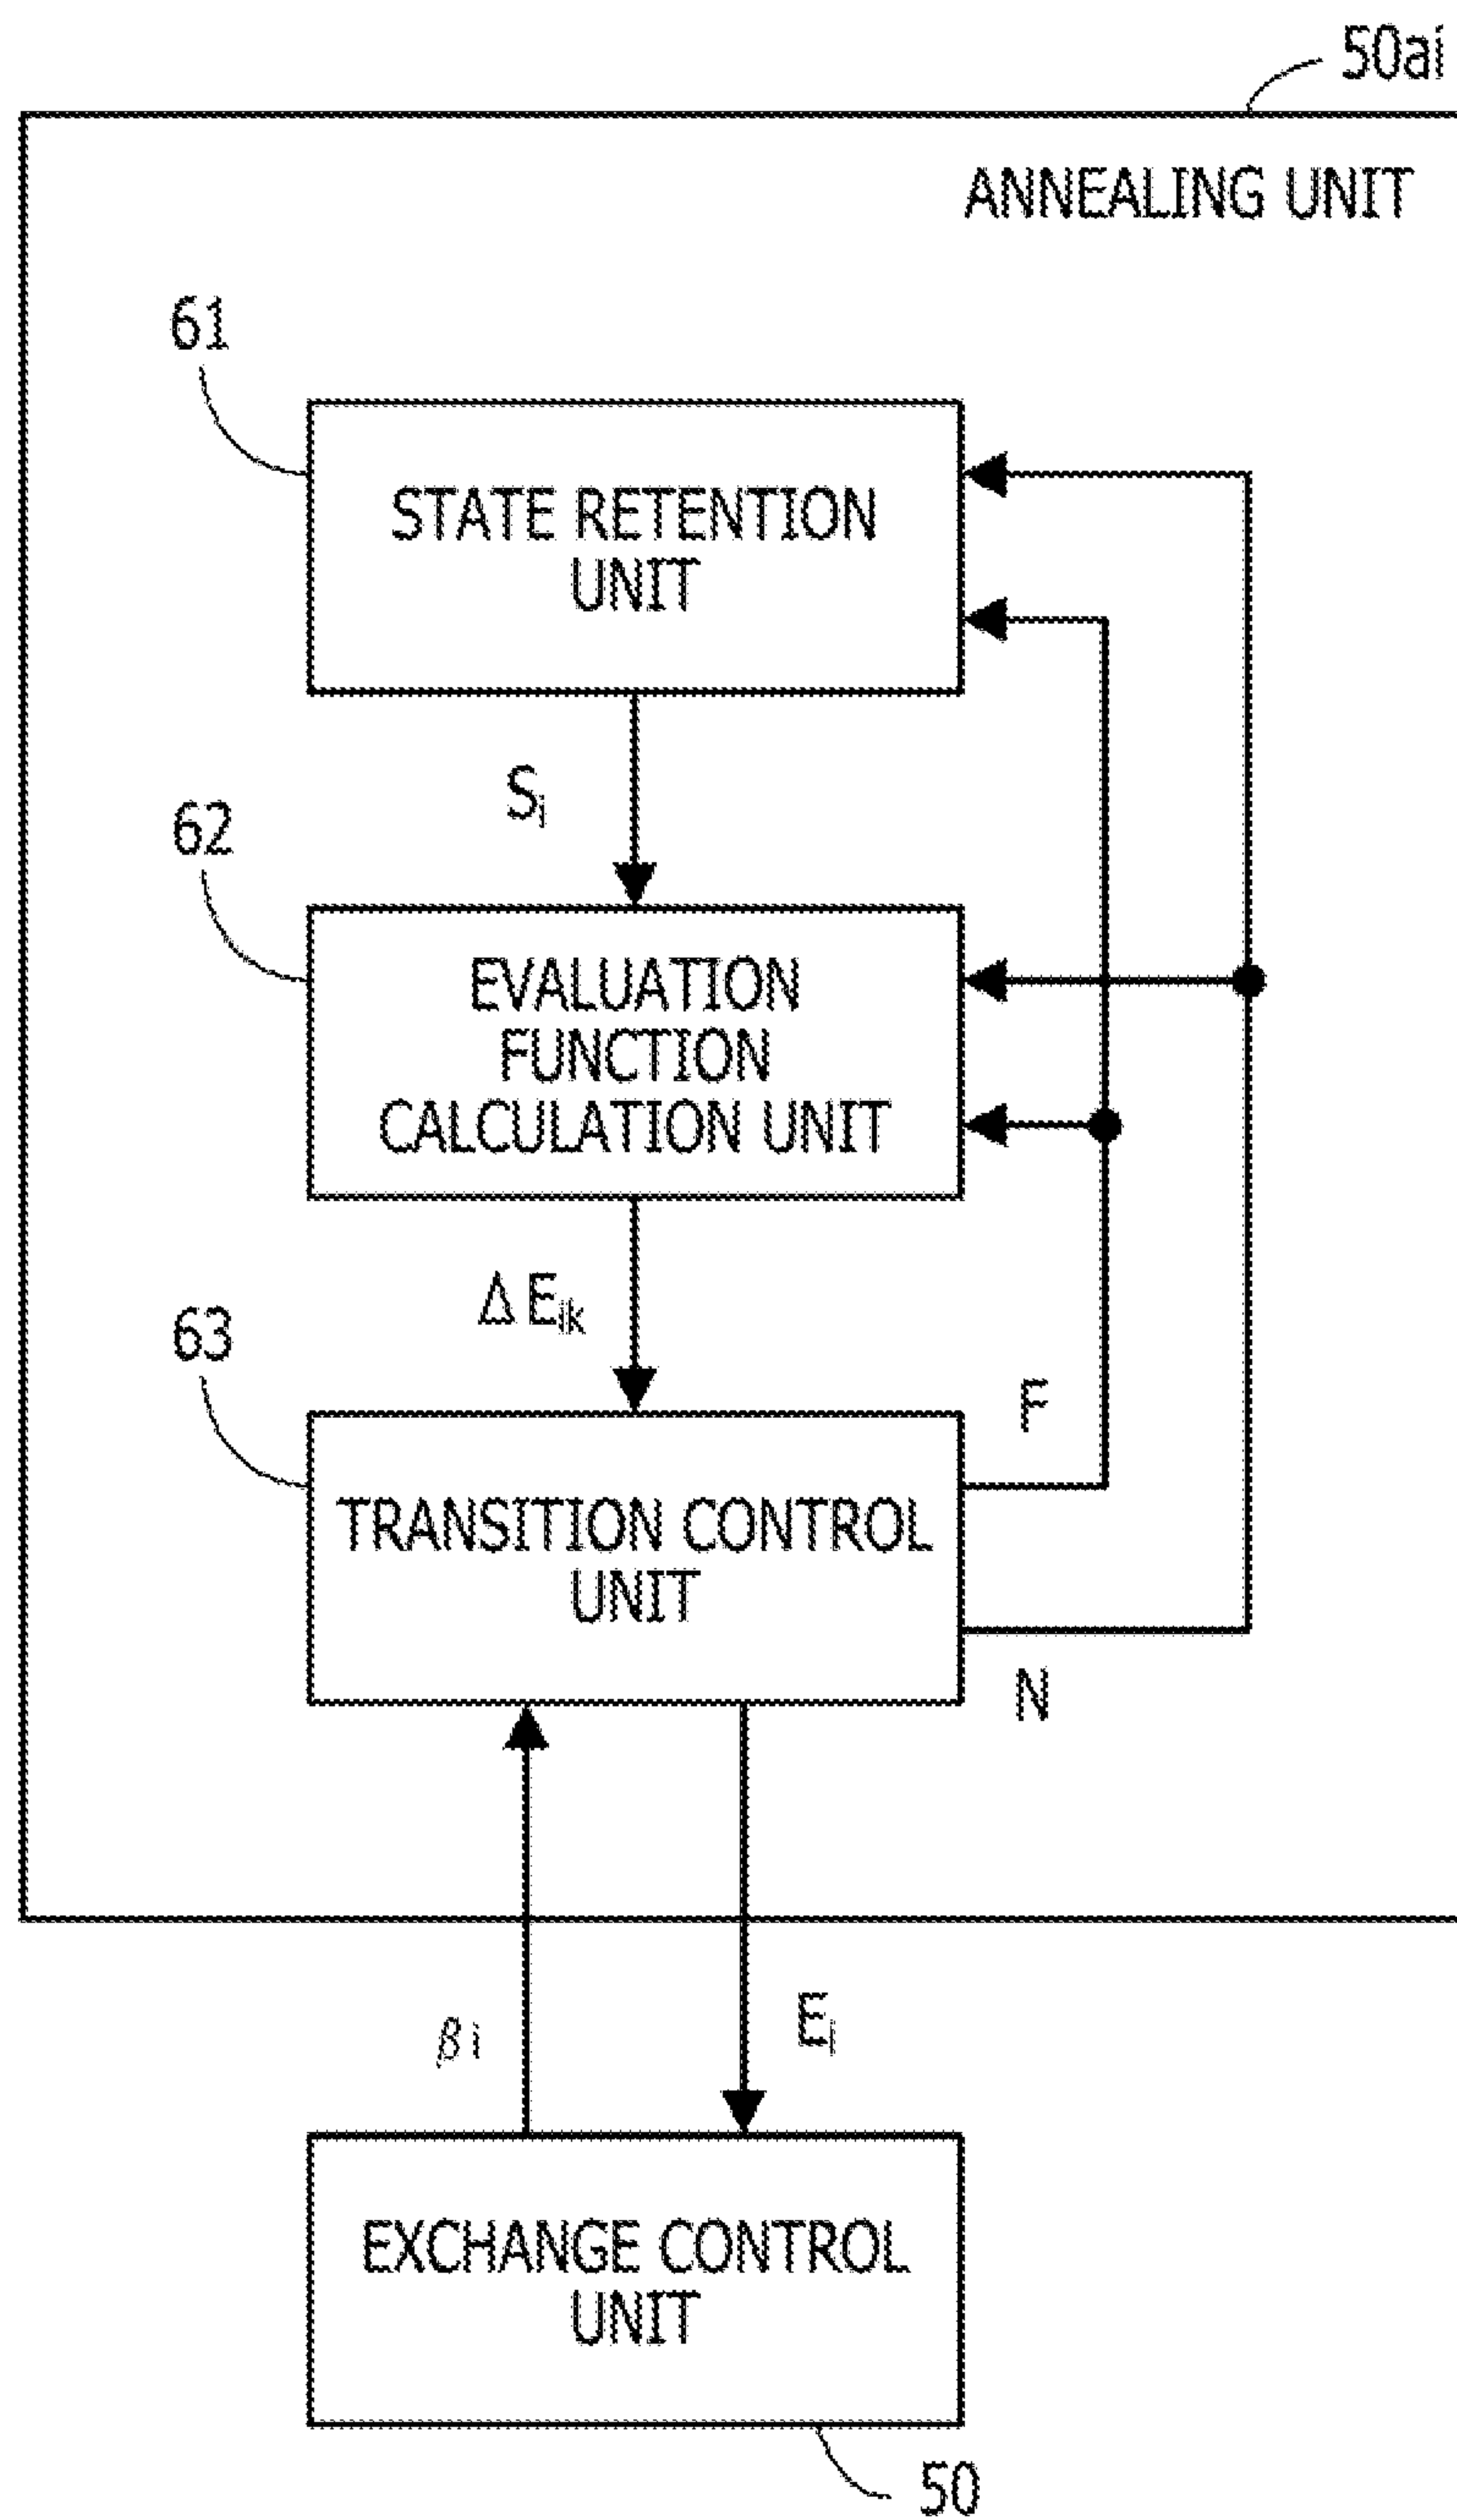 50ai
ANNEALING UNIT
61
STATE RETENTION
UNIT
Si
62
EVALUATION
FUNCTION
CALCULATION UNIT
ΔEik
63
F
TRANSITION CONTROL
UNIT
N
βi
Ei
EXCHANGE CONTROL
UNIT
50